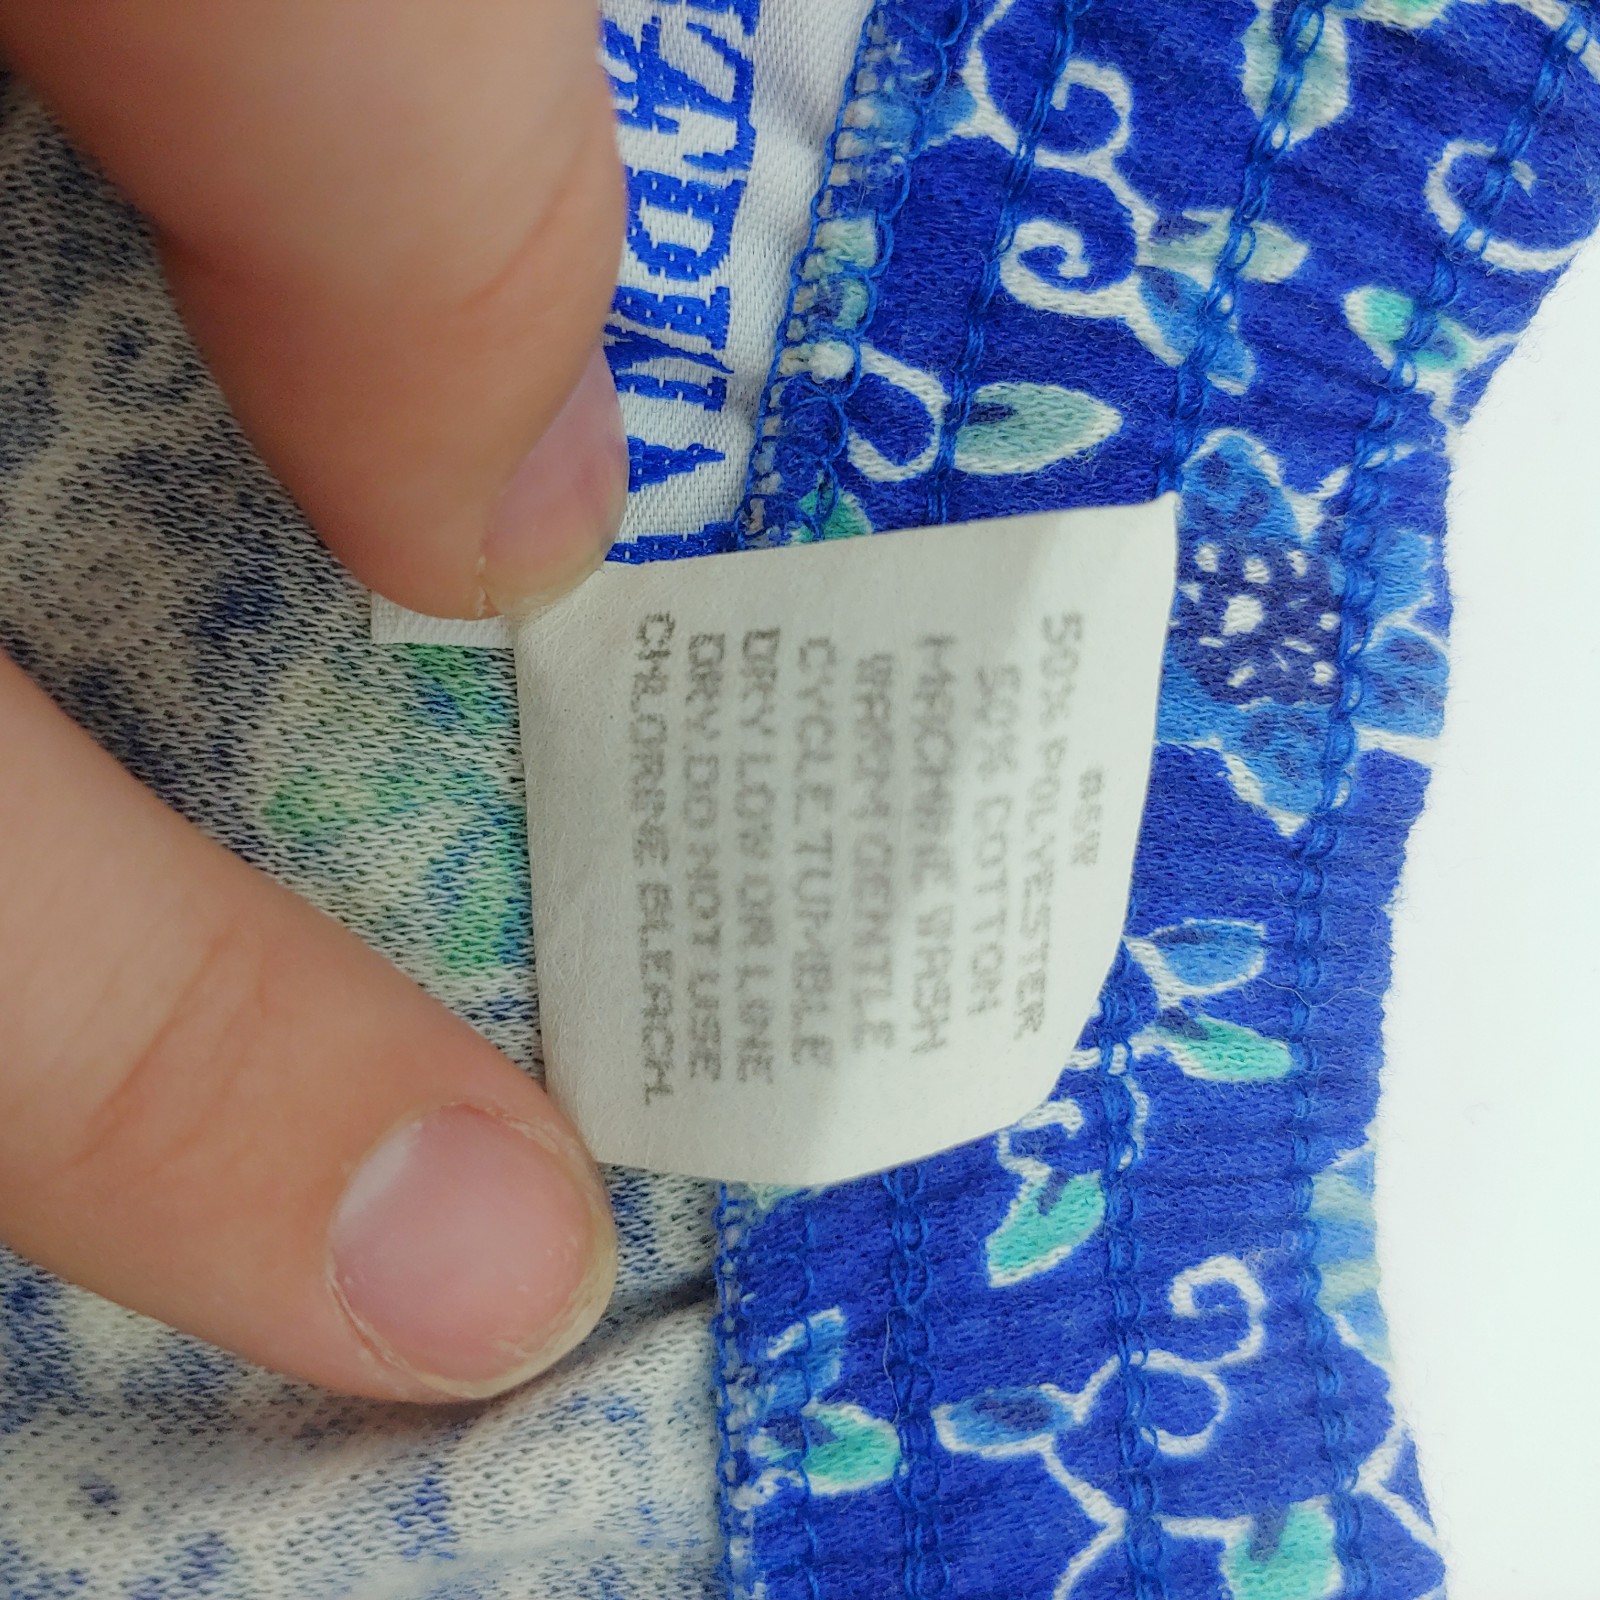 50% POLYESTER
50% COTTON
MACHINE WASH
WARM GENTLE
CYCLE TUMBLE
DRY LOW OR LINE
DRY DO NOT USE
CHLORINE BLEACH.